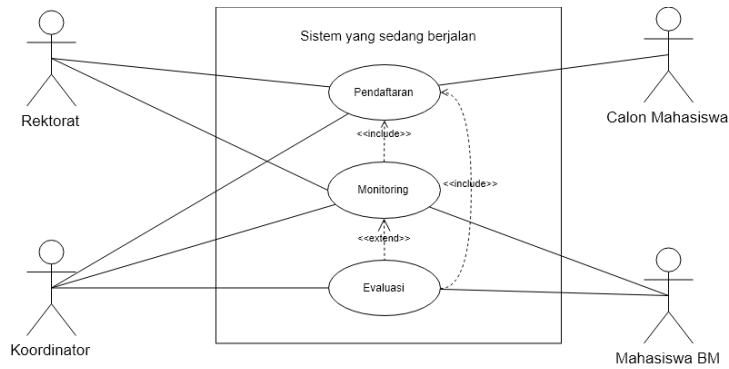 Sistem yang sedang berjalan
Rektorat
Calon Mahasiswa
Pendaftaran
<<include>>
Monitoring
<<include>>
<<extend>>
Evaluasi
Koordinator
Mahasiswa BM